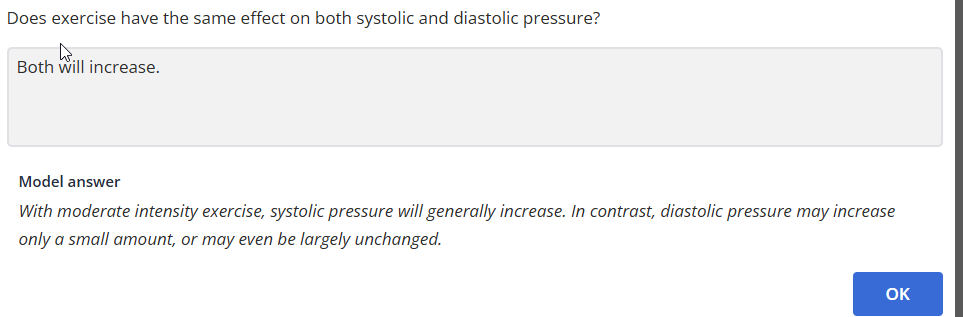 Does exercise have the same effect on both systolic and diastolic pressure?
Both will increase.
Model answer
With moderate intensity exercise, systolic pressure will generally increase. In contrast, diastolic pressure may increase
only a small amount, or may even be largely unchanged.
OK